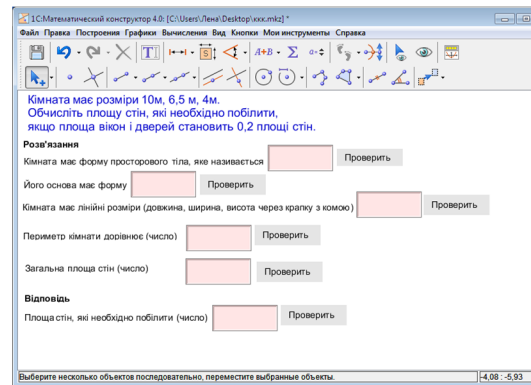 1С:Математический конструктор 4.0: [C:\Users\Лена\Desktop\ккк.mkz] *
Файл Правка Построения Графики Вычисления Вид Кнопки Мои инструменты Справка
Кімната має розміри 10м, 6,5 м, 4м.
Обчисліть площу стін, які необхідно побілити,
якщо площа вікон і дверей становить 0,2 площі стін.
Розв'язання
Кімната має форму просторового тіла, яке називається Проверить
Його основа має форму Проверить
Кімната має лінійні розміри (довжина, ширина, висота через крапку з комою) Проверить
Периметр кімнати дорівнює (число) Проверить
Загальна площа стін (число) Проверить
Відповідь
Площа стін, які необхідно побілити (число) Проверить
Выберите несколько объектов последовательно, переместите выбранные объекты. -4,08 : -5,93